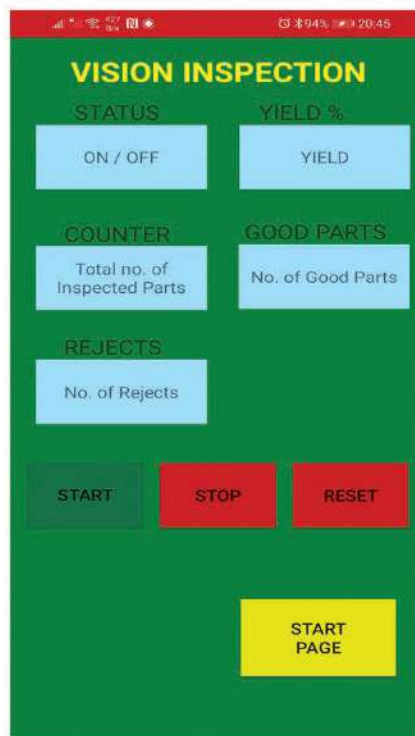 427
B/s
94% 20:45
VISION INSPECTION
STATUS YIELD %
ON / OFF YIELD
COUNTER GOOD PARTS
Total no. of
Inspected Parts
No. of Good Parts
REJECTS
No. of Rejects
START STOP RESET
START
PAGE